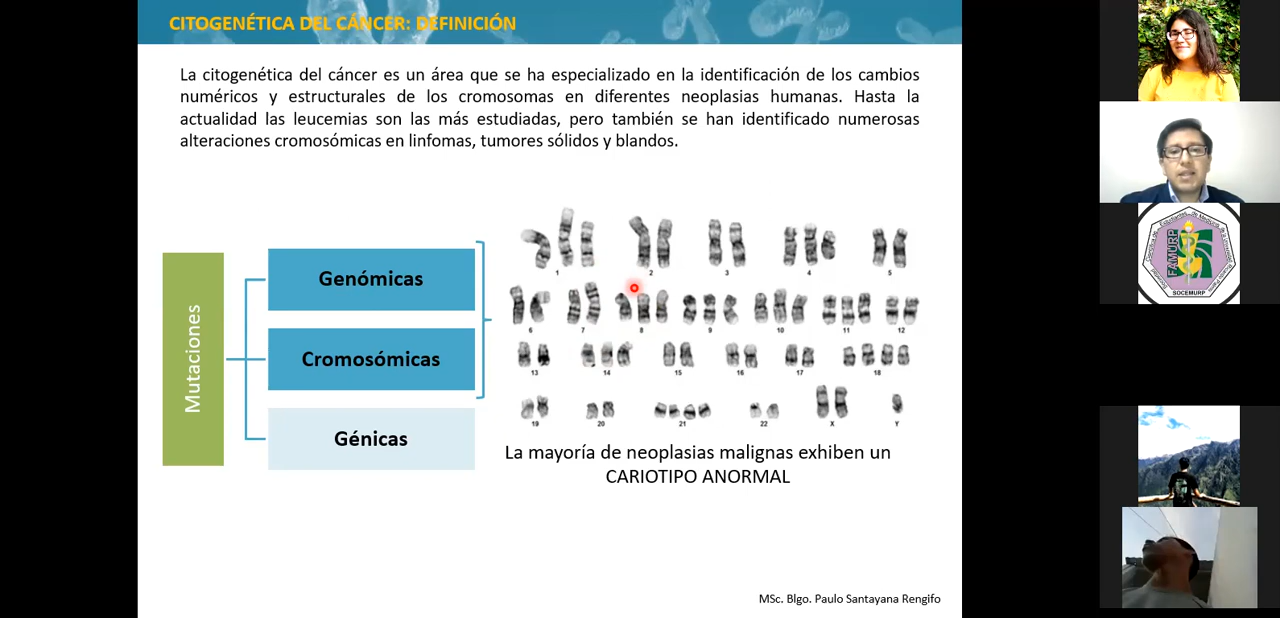 CITOGENÉTICA DEL CÁNCER: DEFINICIÓN
La citogenética del cáncer es un área que se ha especializado en la identificación de los cambios
numéricos y estructurales de los cromosomas en diferentes neoplasias humanas. Hasta la
actualidad las leucemias son las más estudiadas, pero también se han identificado numerosas
alteraciones cromosómicas en linfomas, tumores sólidos y blandos.
Mutaciones
Genómicas
Cromosómicas
Génicas
1 2 3 4 5
6 7 8 9 10 11 12
13 14 15 16 17 18
19 20 21 22 X Y
La mayoría de neoplasias malignas exhiben un
CARIOTIPO ANORMAL
MSc. Blgo. Paulo Santayana Rengifo
FAMURP
SOCEMURP